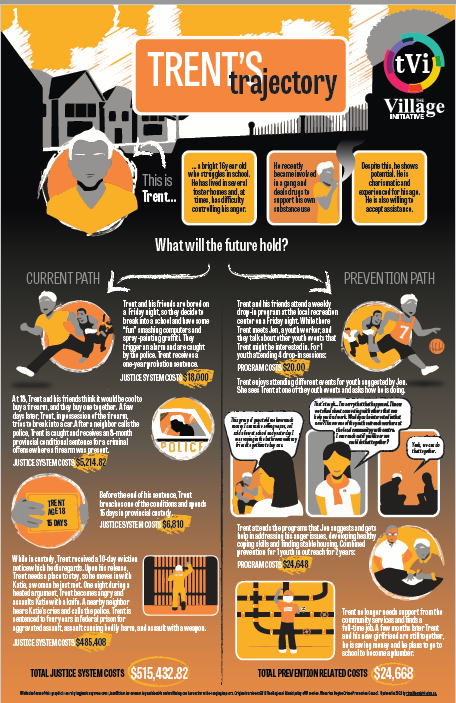 TRENT'S
trajectory
tVi
THE
Village
INITIATIVE
This is
Trent...
... a bright 16 year old
who struggles in school.
He has lived in several
foster homes and, at
times, has difficulty
controlling his anger.
He recently
became involved
in a gang and
deals drugs to
support his own
substance use
Despite this, he shows
potential. He is
charismatic and
experienced for his age.
He is also willing to
accept assistance.
What will the future hold?
CURRENT PATH
Trent and his friends are bored on
a Friday night, so they decide to
break into a school and have some
"fun" smashing computers and
spray-painting graffiti. They
trigger an alarm and are caught
by the police. Trent receives a
one-year probation sentence.
JUSTICE SYSTEM COSTS $18,000
At 18, Trent and his friends think it would be cool to
buy a firearm, and they buy one together. A few
days later, Trent, in possession of the firearm,
tries to break into a car. After a neighbor calls the
police, Trent is caught and receives an 8-month
provincial conditional sentence for a criminal
offense where a firearm was present.
JUSTICE SYSTEM COSTS $5,214.82
POLICE
TRENT
AGE 18
15 DAYS
Before the end of his sentence, Trent
breaches one of the conditions and spends
15 days in provincial custody.
JUSTICE SYSTEM COSTS $6,810
While in custody, Trent received a 10-day eviction
notice which he disregards. Upon his release,
Trent needs a place to stay, so he moves in with
Katie, a woman he just met. One night during a
heated argument, Trent becomes angry and
assaults Katie with a knife. A nearby neighbor
hears Katie's cries and calls the police. Trent is
sentenced to four years in federal prison for
aggravated assault, assault causing bodily harm, and assault with a weapon.
JUSTICE SYSTEM COSTS $485,408
TOTAL JUSTICE SYSTEM COSTS $515,432.82
PREVENTION PATH
Trent and his friends attend a weekly
drop-in program at the local recreation
center on a Friday night. While there
Trent meets Jen, a youth worker, and
they talk about other youth events that
Trent might be interested in. For 1
youth attending 4 drop-in sessions:
PROGRAM COSTS $20.00
7
Trent enjoys attending different events for youth suggested by Jen.
She sees Trent at one of the youth events and asks how he is doing.
Yeah, we can do
that together.
Trent attends the programs that Jen suggests and gets
help in addressing his anger issues, developing healthy
coping skills and finding stable housing. Combined
prevention for 1 youth in outreach for 2 years:
PROGRAM COSTS $24,648
Trent no longer needs support from the
community services and finds a
full-time job. A few months later Trent
and his new girlfriend are still together,
he is saving money and he plans to go to
school to become a plumber.
TOTAL PREVENTION RELATED COSTS $24,668